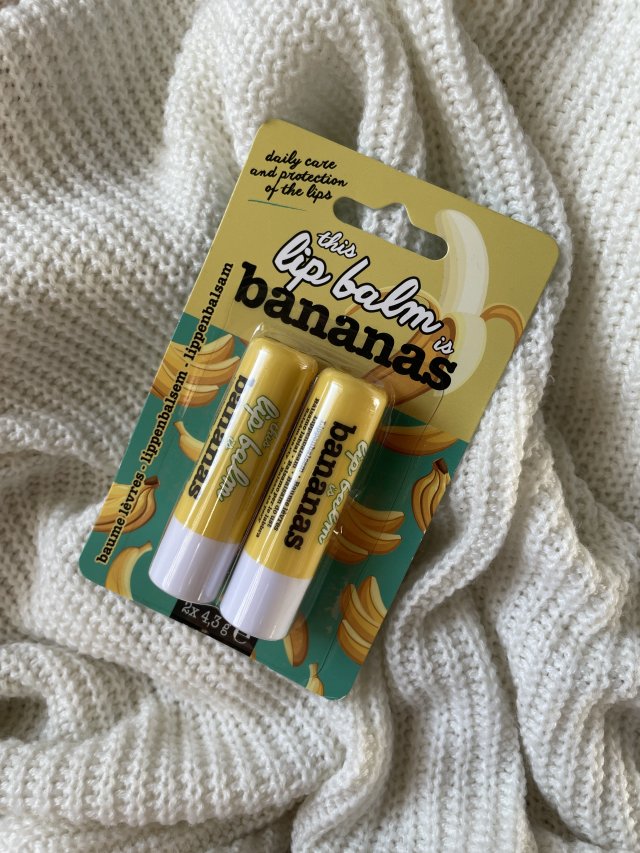 daily care
and protection
of the lips
this
lip balm
is
bananas
baume lèvres - lippenbalsem - lippenbalsam
this
lip balm
is
bananas
lip balm
is
bananas
2x 4,3 g e